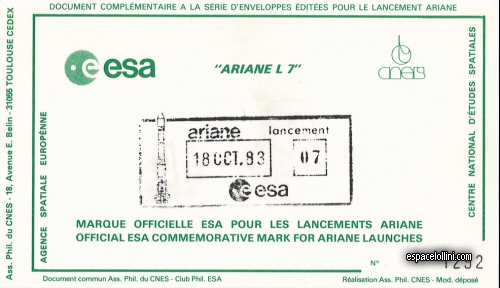 DOCUMENT COMPLÉMENTAIRE A LA SÉRIE D'ENVELOPPES ÉDITÉES POUR LE LANCEMENT ARIANE
Ass. Phil. du CNES - 18, Avenue E. Belin - 31055 TOULOUSE CEDEX
AGENCE SPATIALE EUROPÉENNE
esa
"ARIANE L 7"
cnes
CENTRE NATIONAL D'ÉTUDES SPATIALES
ariane lancement
18 OCT. 83 07
esa
MARQUE OFFICIELLE ESA POUR LES LANCEMENTS ARIANE
OFFICIAL ESA COMMEMORATIVE MARK FOR ARIANE LAUNCHES
N° 1292
espacelollini.com
Document commun Ass. Phil. du CNES - Club Phil. ESA
Réalisation Ass. Phil. CNES - Mod. déposé